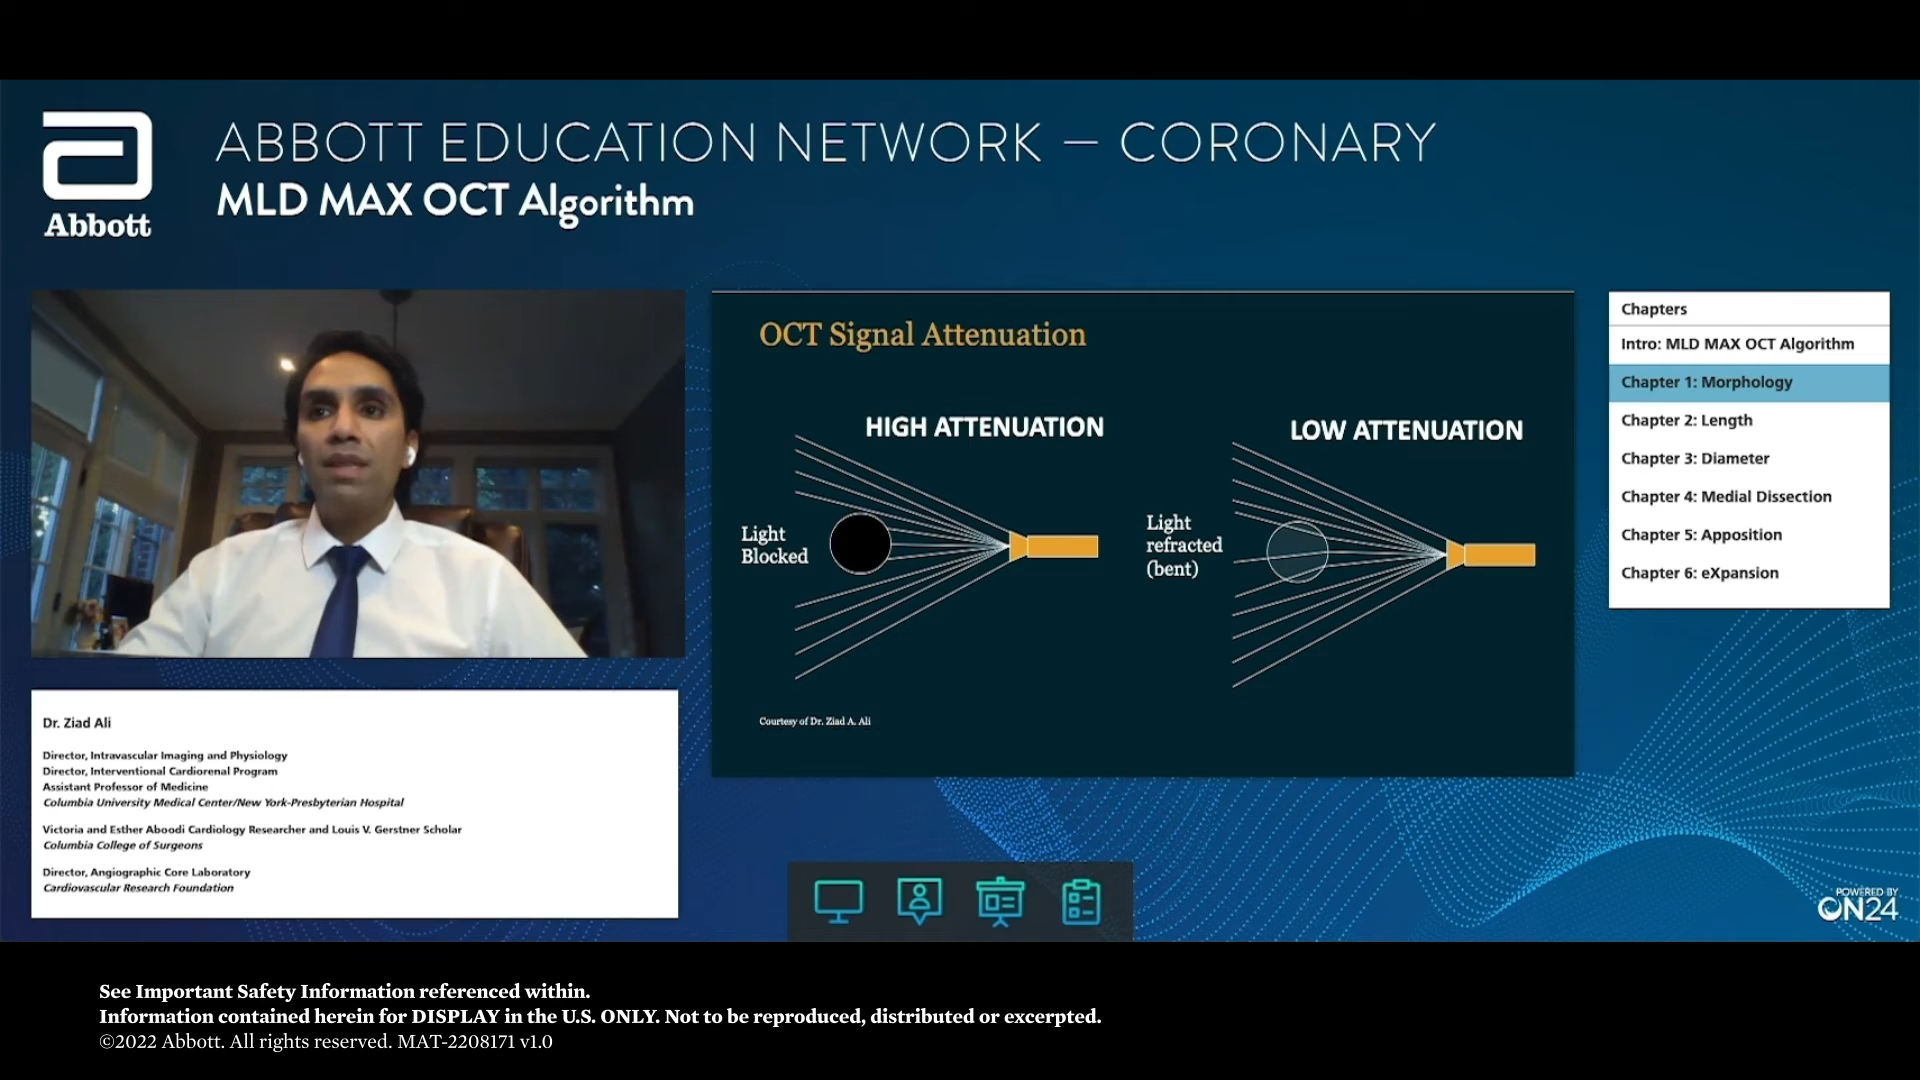 Abbott
ABBOTT EDUCATION NETWORK – CORONARY
MLD MAX OCT Algorithm
OCT Signal Attenuation
HIGH ATTENUATION
LOW ATTENUATION
Light
Blocked
Light
refracted
(bent)
Courtesy of Dr. Ziad A. Ali
Chapters
Intro: MLD MAX OCT Algorithm
Chapter 1: Morphology
Chapter 2: Length
Chapter 3: Diameter
Chapter 4: Medial Dissection
Chapter 5: Apposition
Chapter 6: eXpansion
Dr. Ziad Ali
Director, Intravascular Imaging and Physiology
Director, Interventional Cardiorenal Program
Assistant Professor of Medicine
Columbia University Medical Center/New York-Presbyterian Hospital
Victoria and Esther Aboodi Cardiology Researcher and Louis V. Gerstner Scholar
Columbia College of Surgeons
Director, Angiographic Core Laboratory
Cardiovascular Research Foundation
POWERED BY
ON24
See Important Safety Information referenced within.
Information contained herein for DISPLAY in the U.S. ONLY. Not to be reproduced, distributed or excerpted.
©2022 Abbott. All rights reserved. MAT-2208171 v1.0